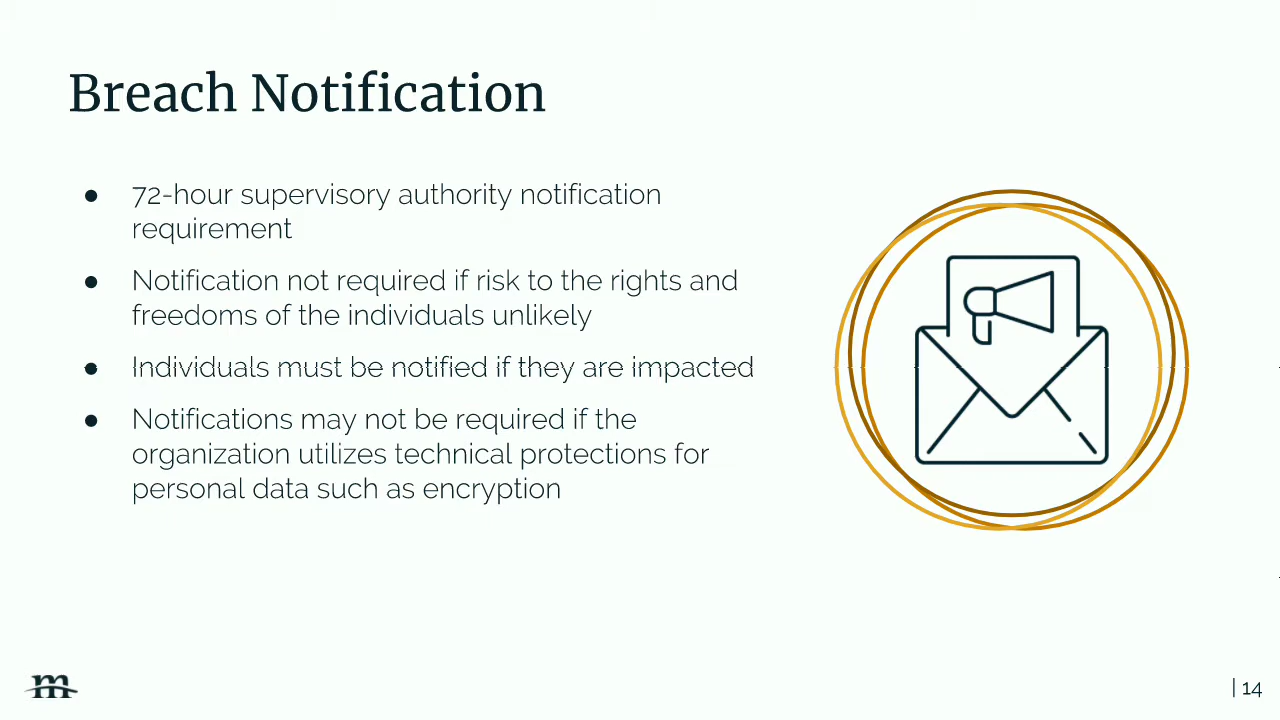 Breach Notification
● 72-hour supervisory authority notification
requirement
● Notification not required if risk to the rights and
freedoms of the individuals unlikely
● Individuals must be notified if they are impacted
● Notifications may not be required if the
organization utilizes technical protections for
personal data such as encryption
m
| 14